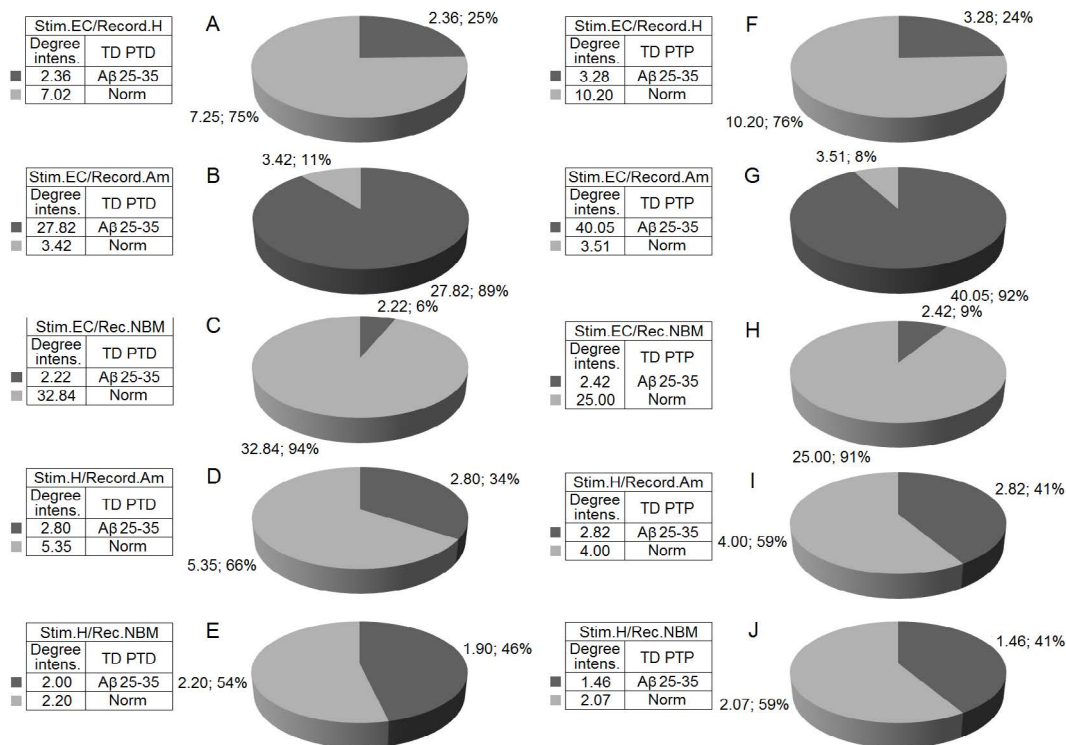 Stim.EC/Record.H
Degree intens. TD PTD
2.36 Aβ 25-35
7.02 Norm
A
2.36; 25%
7.25; 75%
Stim.EC/Record.H
Degree intens. TD PTP
3.28 Aβ 25-35
10.20 Norm
F
3.28; 24%
10.20; 76%
Stim.EC/Record.Am
Degree intens. TD PTD
27.82 Aβ 25-35
3.42 Norm
B
3.42; 11%
27.82; 89%
Stim.EC/Record.Am
Degree intens. TD PTP
40.05 Aβ 25-35
3.51 Norm
G
3.51; 8%
40.05; 92%
Stim.EC/Rec.NBM
Degree intens. TD PTD
2.22 Aβ 25-35
32.84 Norm
C
2.22; 6%
32.84; 94%
Stim.EC/Rec.NBM
Degree intens. TD PTP
2.42 Aβ 25-35
25.00 Norm
H
2.42; 9%
25.00; 91%
Stim.H/Record.Am
Degree intens. TD PTD
2.80 Aβ 25-35
5.35 Norm
D
2.80; 34%
5.35; 66%
Stim.H/Record.Am
Degree intens. TD PTP
2.82 Aβ 25-35
4.00 Norm
I
2.82; 41%
4.00; 59%
Stim.H/Rec.NBM
Degree intens. TD PTD
2.00 Aβ 25-35
2.20 Norm
E
1.90; 46%
2.20; 54%
Stim.H/Rec.NBM
Degree intens. TD PTP
1.46 Aβ 25-35
2.07 Norm
J
1.46; 41%
2.07; 59%